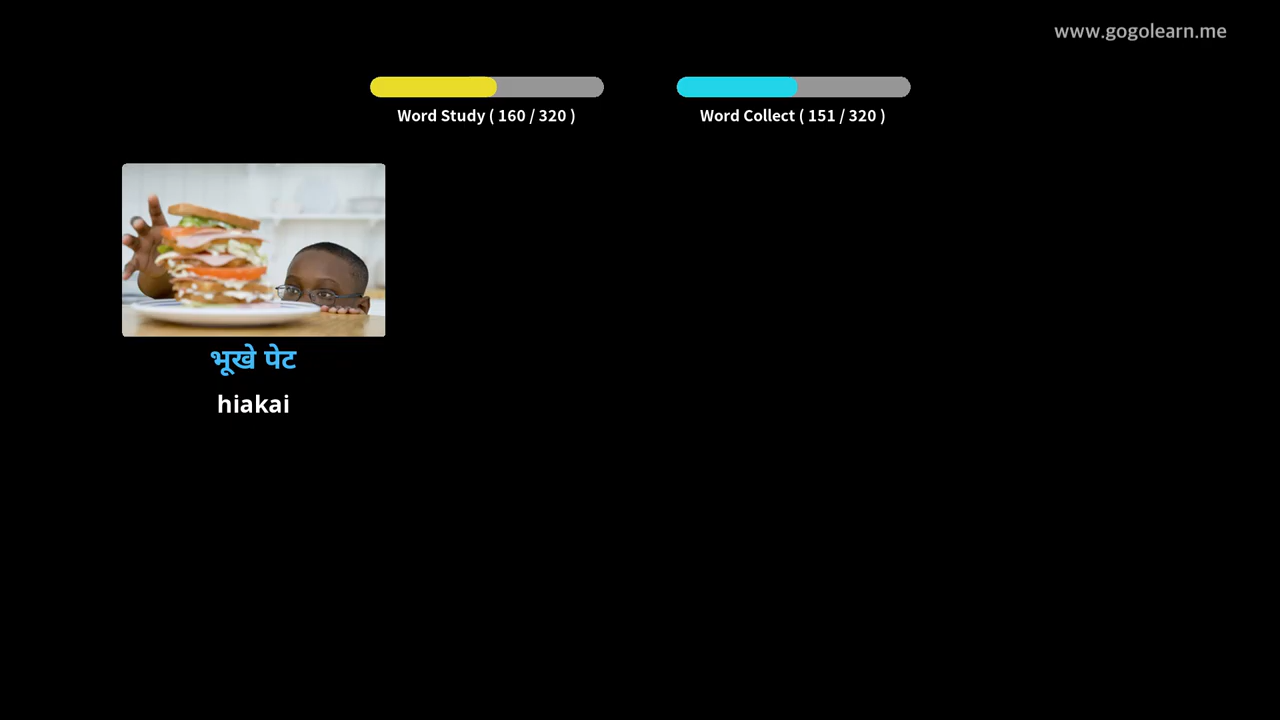 www.gogolearn.me
Word Study ( 160 / 320 )
Word Collect ( 151 / 320 )
भूखे पेट
hiakai